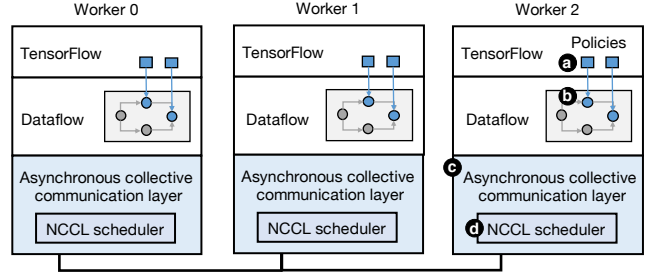 Worker 0
Worker 1
Worker 2
TensorFlow
TensorFlow
TensorFlow
Policies
a
Dataflow
Dataflow
Dataflow
b
c
Asynchronous collective
communication layer
Asynchronous collective
communication layer
Asynchronous collective
communication layer
NCCL scheduler
NCCL scheduler
d
NCCL scheduler